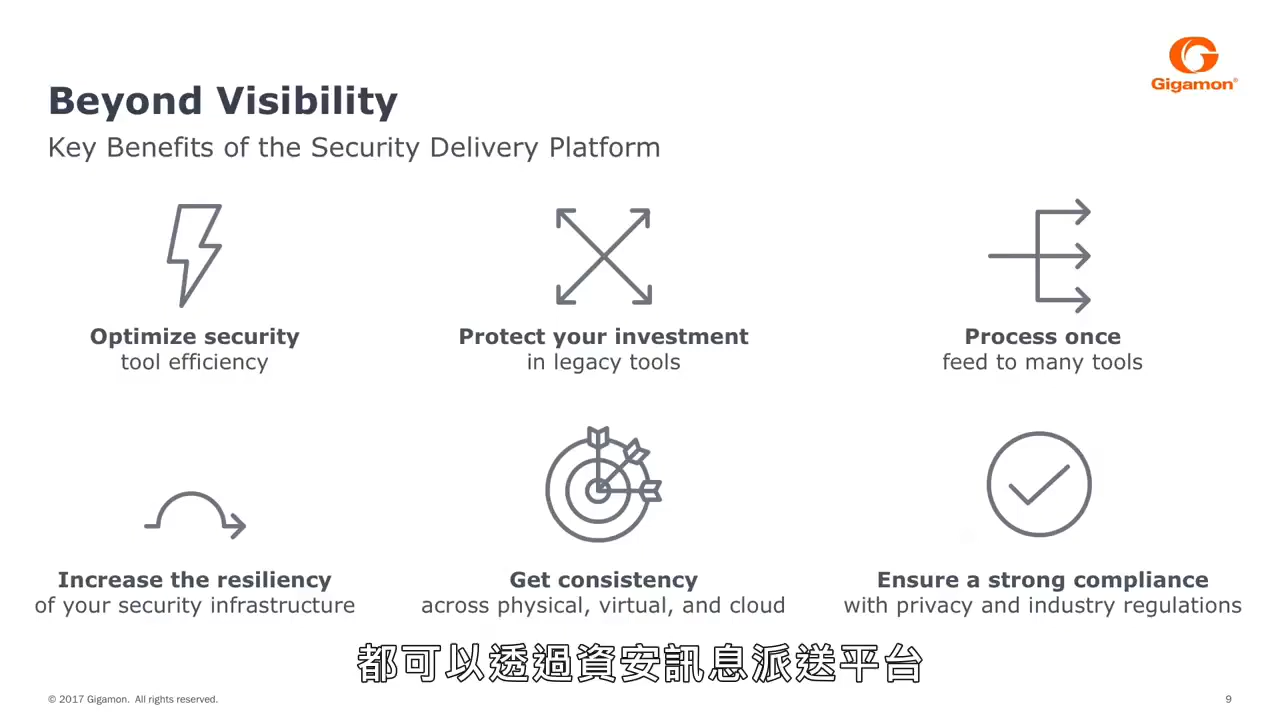 Gigamon®
Beyond Visibility
Key Benefits of the Security Delivery Platform
Optimize security
tool efficiency
Protect your investment
in legacy tools
Process once
feed to many tools
Increase the resiliency
of your security infrastructure
Get consistency
across physical, virtual, and cloud
Ensure a strong compliance
with privacy and industry regulations
都可以透過資安訊息派送平台
© 2017 Gigamon. All rights reserved.
9